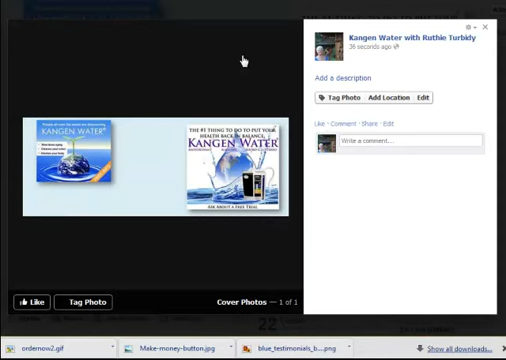 Kangen Water with Ruthie Turbidy
36 seconds ago
Add a description
Tag Photo
Add Location
Edit
Like · Comment · Share · Edit
Write a comment...
KANGEN WATER
THE #1 THING TO DO TO PUT YOUR
HEALTH BACK IN BALANCE.
KANGEN WATER
ASK ABOUT A FREE TRIAL
Like
Tag Photo
Cover Photos — 1 of 1
22
ordernow2.gif
Make-money-button.jpg
blue_testimonials_b....png
Show all downloads...